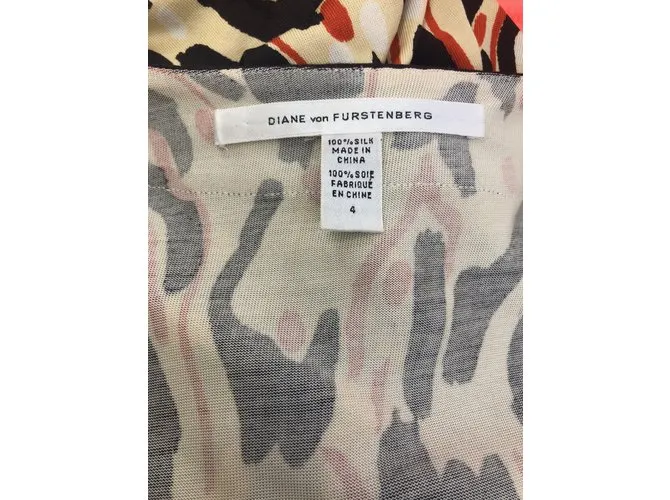 DIANE von FURSTENBERG
100% SILK
MADE IN
CHINA
100% SOIE
FABRIQUÉ
EN CHINE
4